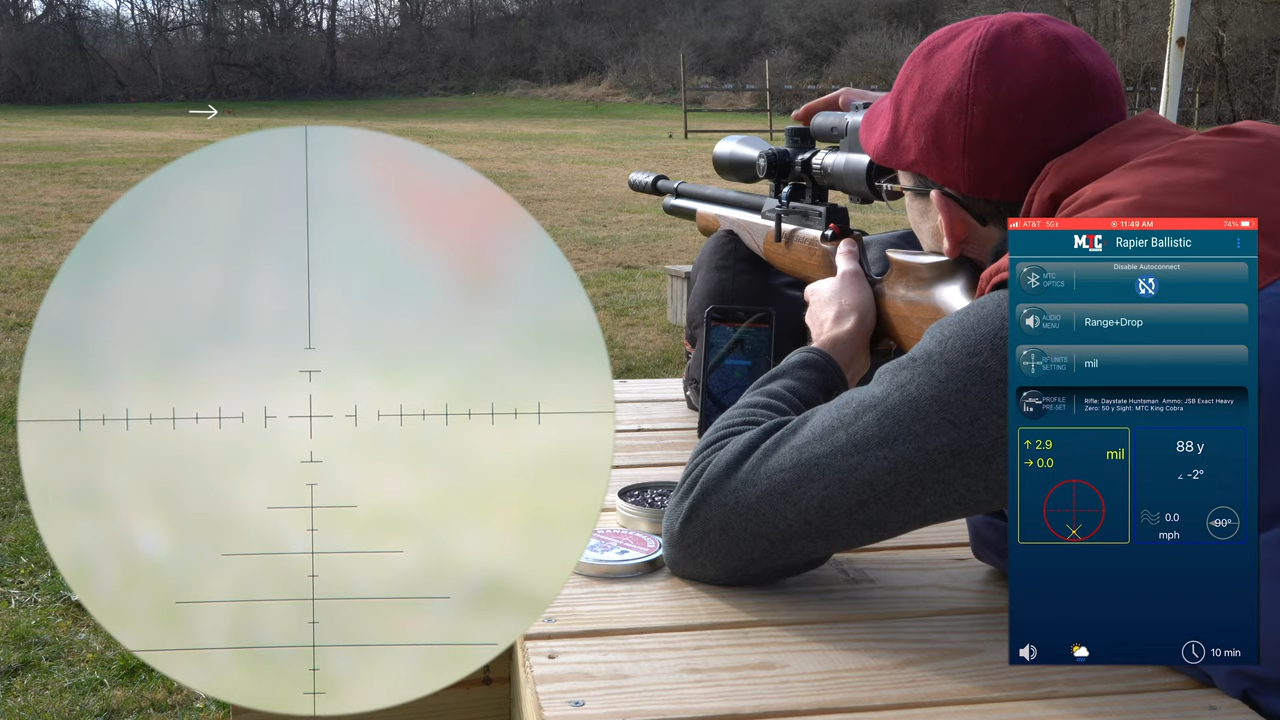 AT&T 5G
11:49 AM
74%
MTC Rapier Ballistic
Disable Autoconnect
MTC
OPTICS
AUDIO
MENU
Range+Drop
RF UNITS
SETTING
mil
PROFILE
PRE-SET
Rifle: Daystate Huntsman Ammo: JSB Exact Heavy
Zero: 50 y Sight: MTC King Cobra
↑ 2.9
→ 0.0
mil
88 y
∠ -2º
0.0
mph
-90º
10 min